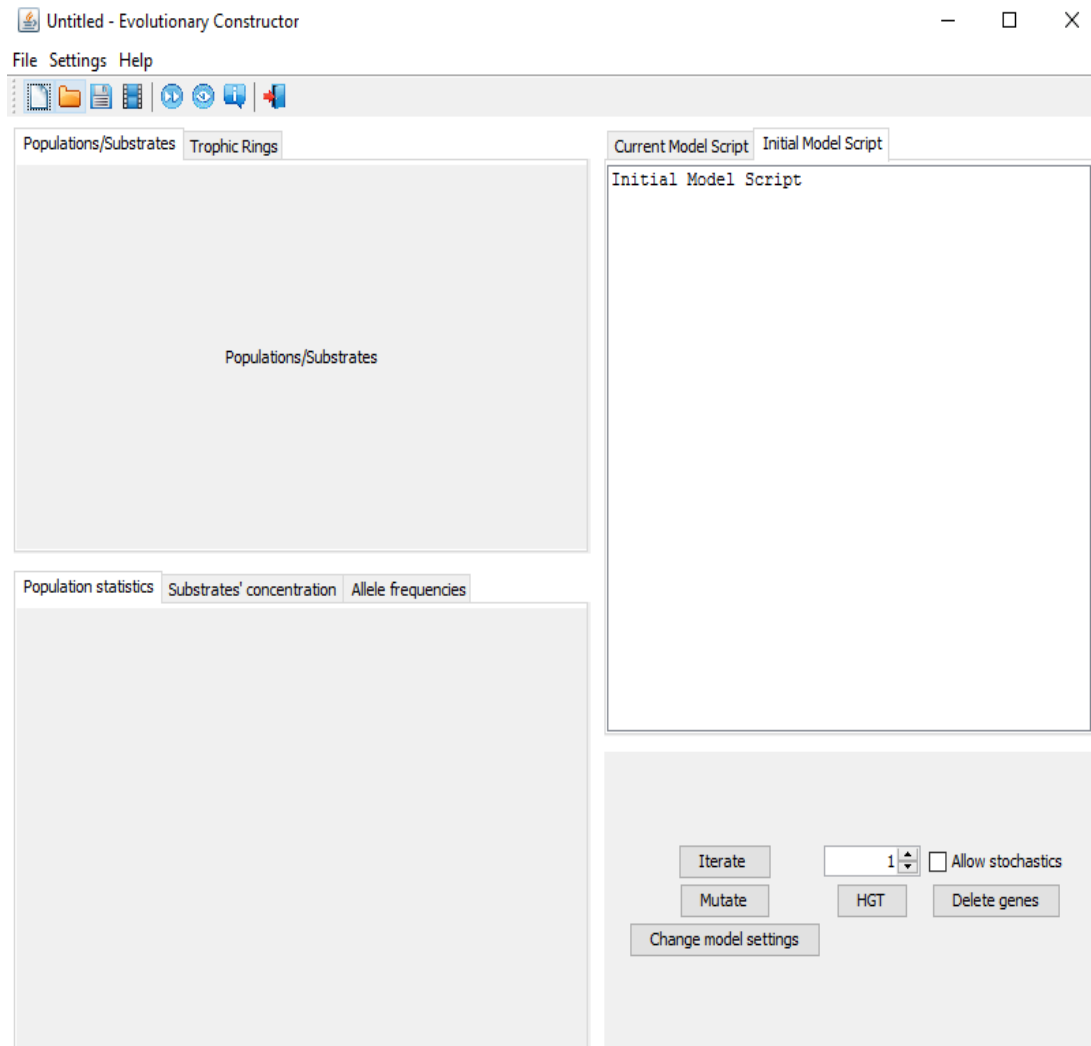 Untitled - Evolutionary Constructor
File Settings Help
Populations/Substrates Trophic Rings
Populations/Substrates
Current Model Script Initial Model Script
Initial Model Script
Population statistics Substrates' concentration Allele frequencies
Iterate 1 Allow stochastics
Mutate HGT Delete genes
Change model settings